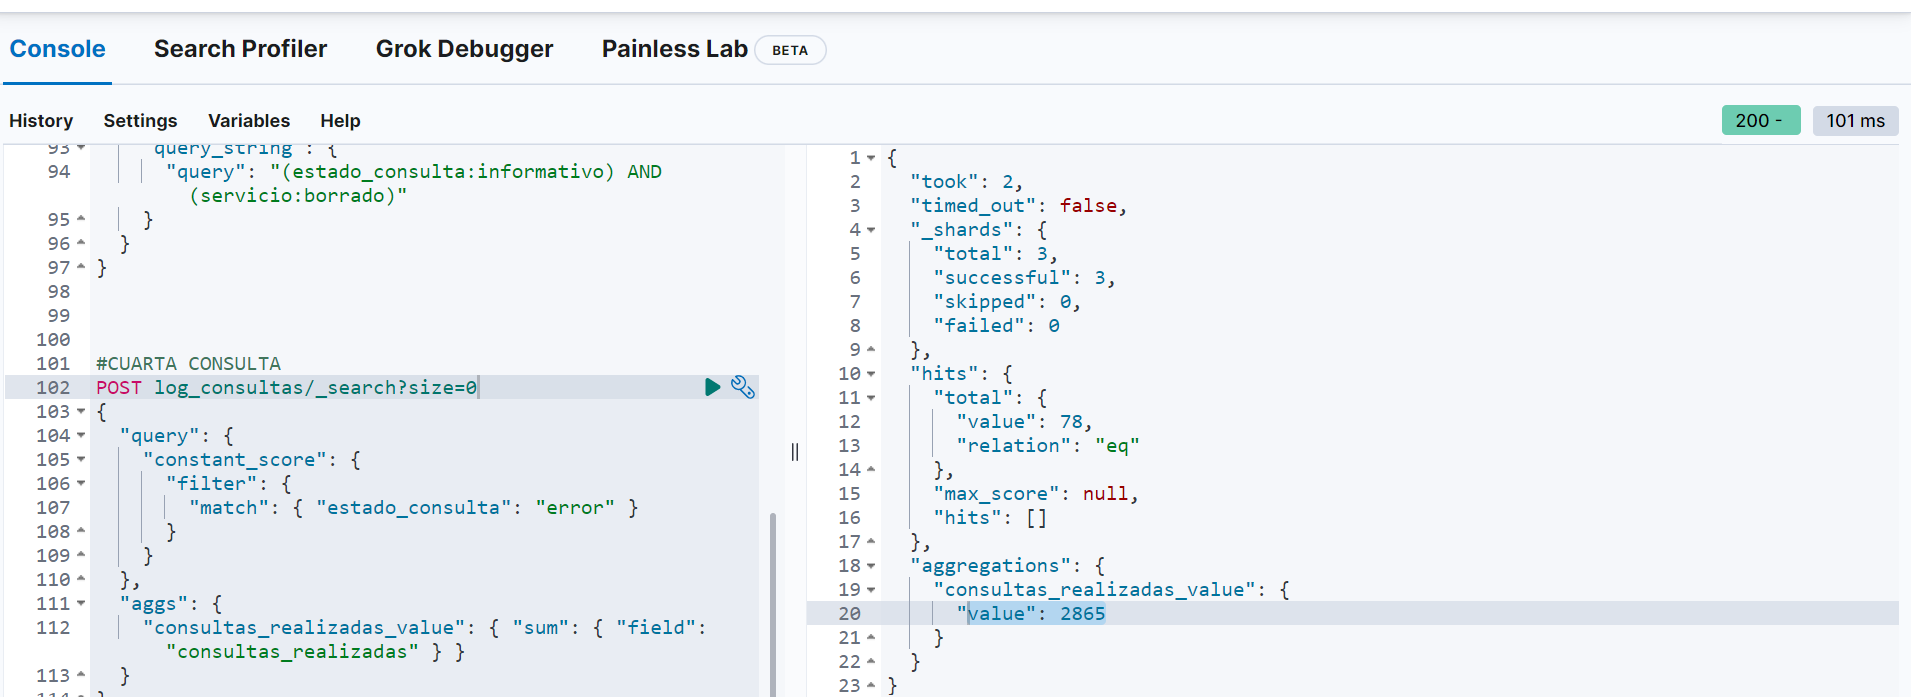 Console Search Profiler Grok Debugger Painless Lab BETA
History Settings Variables Help 200 - 101 ms
93 query_string": {
94 "query": "(estado_consulta:informativo) AND
(servicio:borrado)"
95 }
96 }
97 }
98
99
100
101 #CUARTA CONSULTA
102 POST log_consultas/_search?size=0
103 {
104 "query": {
105 "constant_score": {
106 "filter": {
107 "match": { "estado_consulta": "error" }
108 }
109 }
110 },
111 "aggs": {
112 "consultas_realizadas_value": { "sum": { "field":
"consultas_realizadas" } }
113 }
114 }
1 {
2 "took": 2,
3 "timed_out": false,
4 "_shards": {
5 "total": 3,
6 "successful": 3,
7 "skipped": 0,
8 "failed": 0
9 },
10 "hits": {
11 "total": {
12 "value": 78,
13 "relation": "eq"
14 },
15 "max_score": null,
16 "hits": []
17 },
18 "aggregations": {
19 "consultas_realizadas_value": {
20 "value": 2865
21 }
22 }
23 }